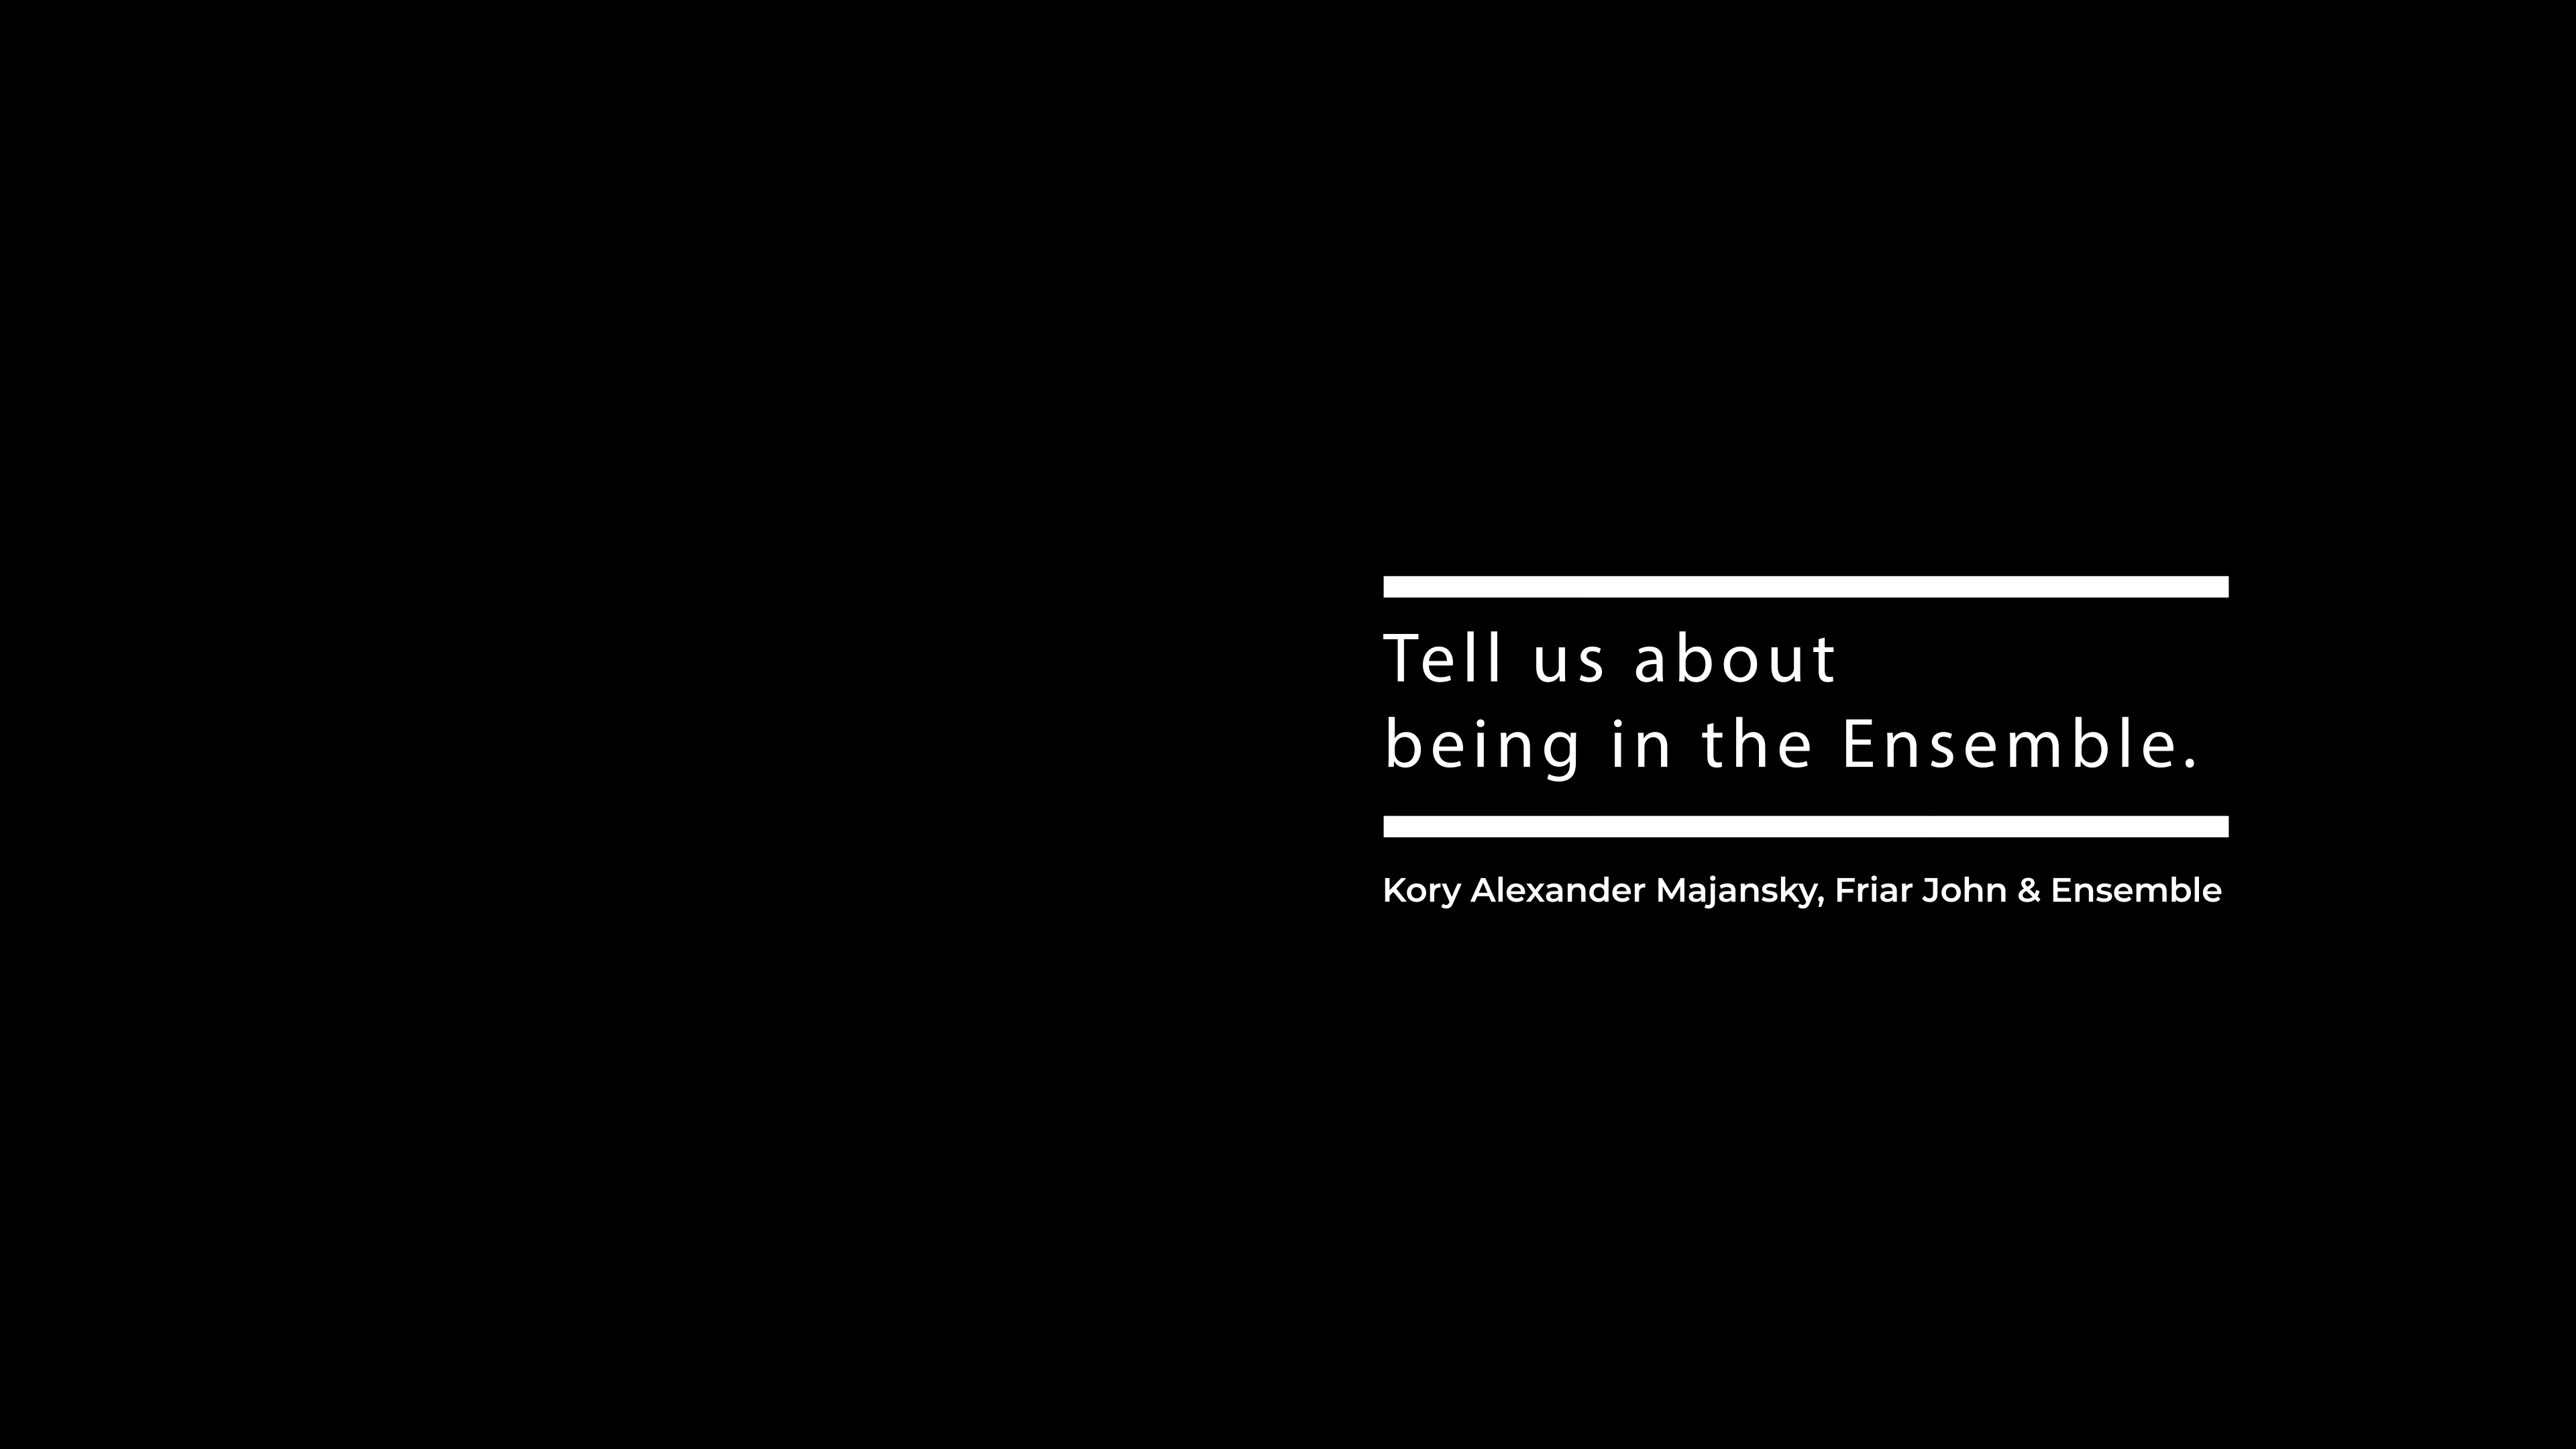 Tell us about
being in the Ensemble.
Kory Alexander Majansky, Friar John & Ensemble